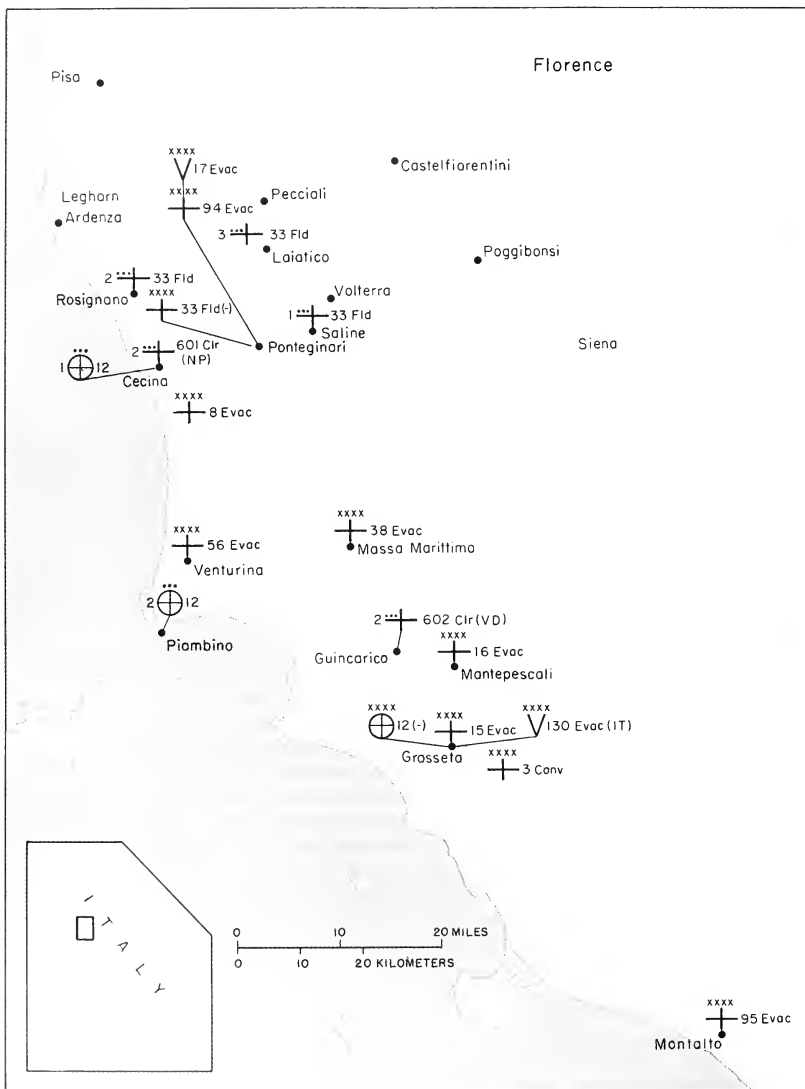 Florence
Pisa
xxxx
17 Evac
xxxx
94 Evac
Castelfiorentini
Leghorn
Ardenza
Peccioli
3 33 Fld
Laiatico
Poggibonsi
2 33 Fld
Rosignano
xxxx
33 Fld(-)
Volterra
1 33 Fld
Saline
Siena
Ponteginari
2 601 Clr
(NP)
1 12
Cecina
xxxx
8 Evac
xxxx
38 Evac
Massa Marittimo
xxxx
56 Evac
Venturina
2 12
Piombino
2 602 Clr(VD)
Guincarico
xxxx
16 Evac
Montepescali
xxxx
12(-)
xxxx
15 Evac
xxxx
130 Evac(IT)
Grosseta
xxxx
3 Conv
ITALY
0 10 20 MILES
0 10 20 KILOMETERS
xxxx
95 Evac
Montalto